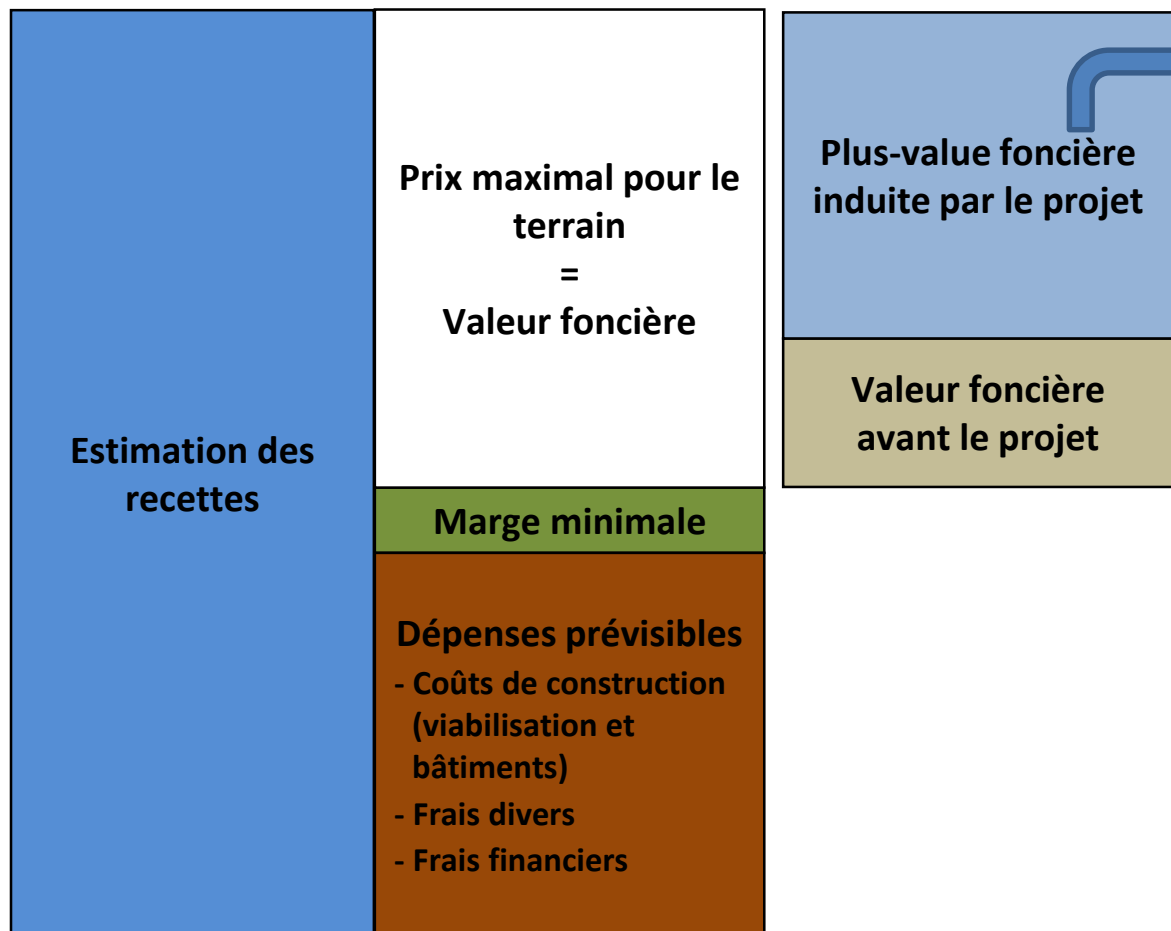 Estimation des
recettes
Prix maximal pour le
terrain
=
Valeur foncière
Marge minimale
Dépenses prévisibles
- Coûts de construction
(viabilisation et
bâtiments)
- Frais divers
- Frais financiers
Plus-value foncière
induite par le projet
Valeur foncière
avant le projet